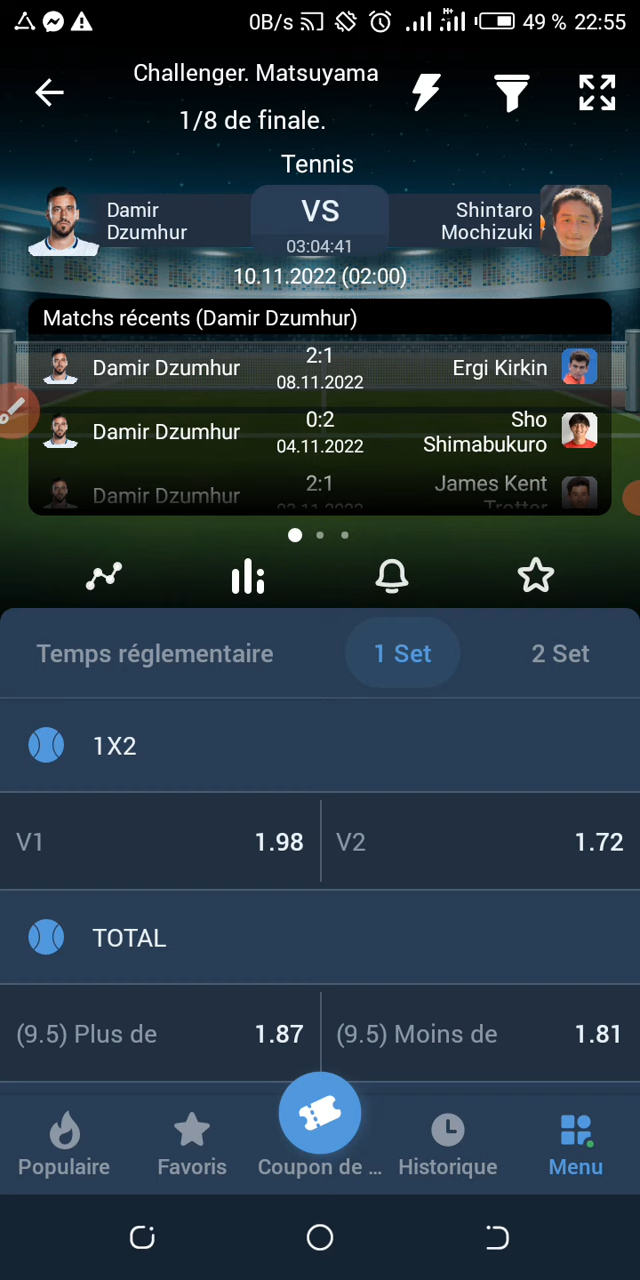 0B/s H+ 49 % 22:55
Challenger. Matsuyama
1/8 de finale.
Tennis
Damir
Dzumhur
VS
03:04:41
Shintaro
Mochizuki
10.11.2022 (02:00)
Matchs récents (Damir Dzumhur)
Damir Dzumhur
2:1
08.11.2022
Ergi Kirkin
Damir Dzumhur
0:2
04.11.2022
Sho
Shimabukuro
Damir Dzumhur
2:1
James Kent
Temps réglementaire 1 Set 2 Set
1X2
V1 1.98 V2 1.72
TOTAL
(9.5) Plus de 1.87 (9.5) Moins de 1.81
Populaire Favoris Coupon de ... Historique Menu